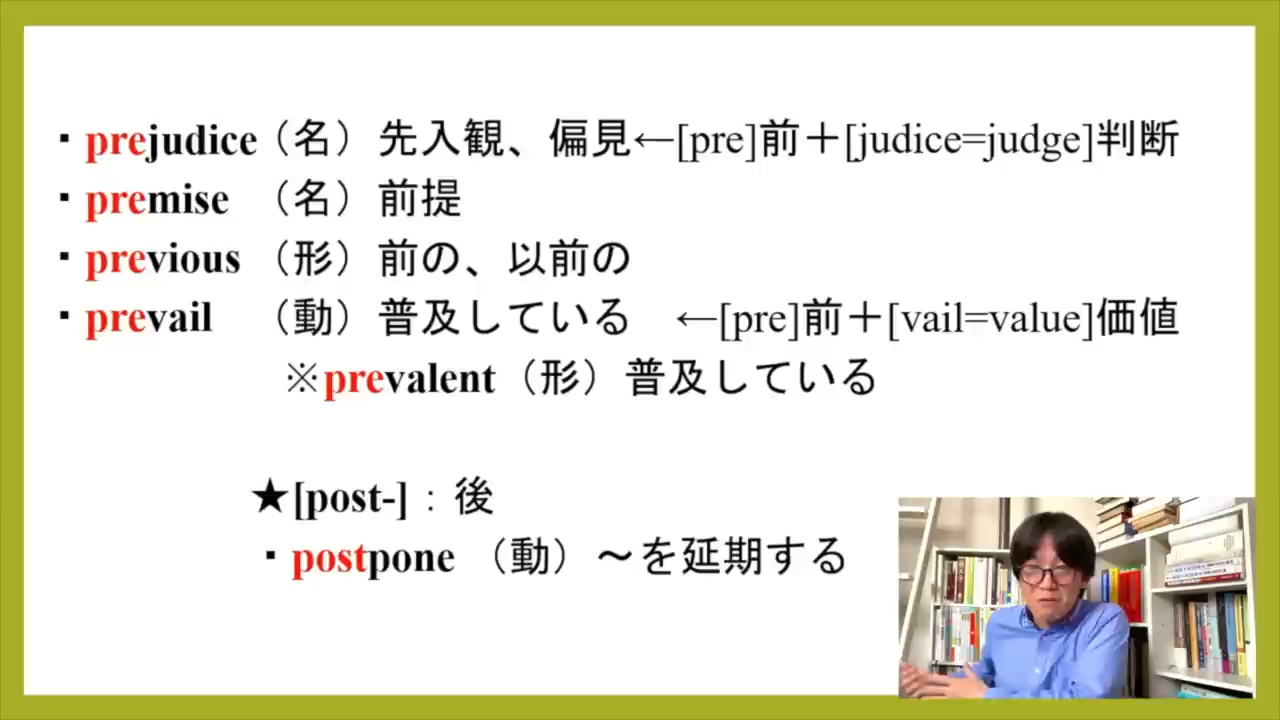 ・prejudice（名）先入観、偏見←[pre]前＋[judice=judge]判断
・premise （名）前提
・previous （形）前の、以前の
・prevail （動）普及している ←[pre]前＋[vail=value]価値
※prevalent（形）普及している
★[post-]：後
・postpone （動）～を延期する